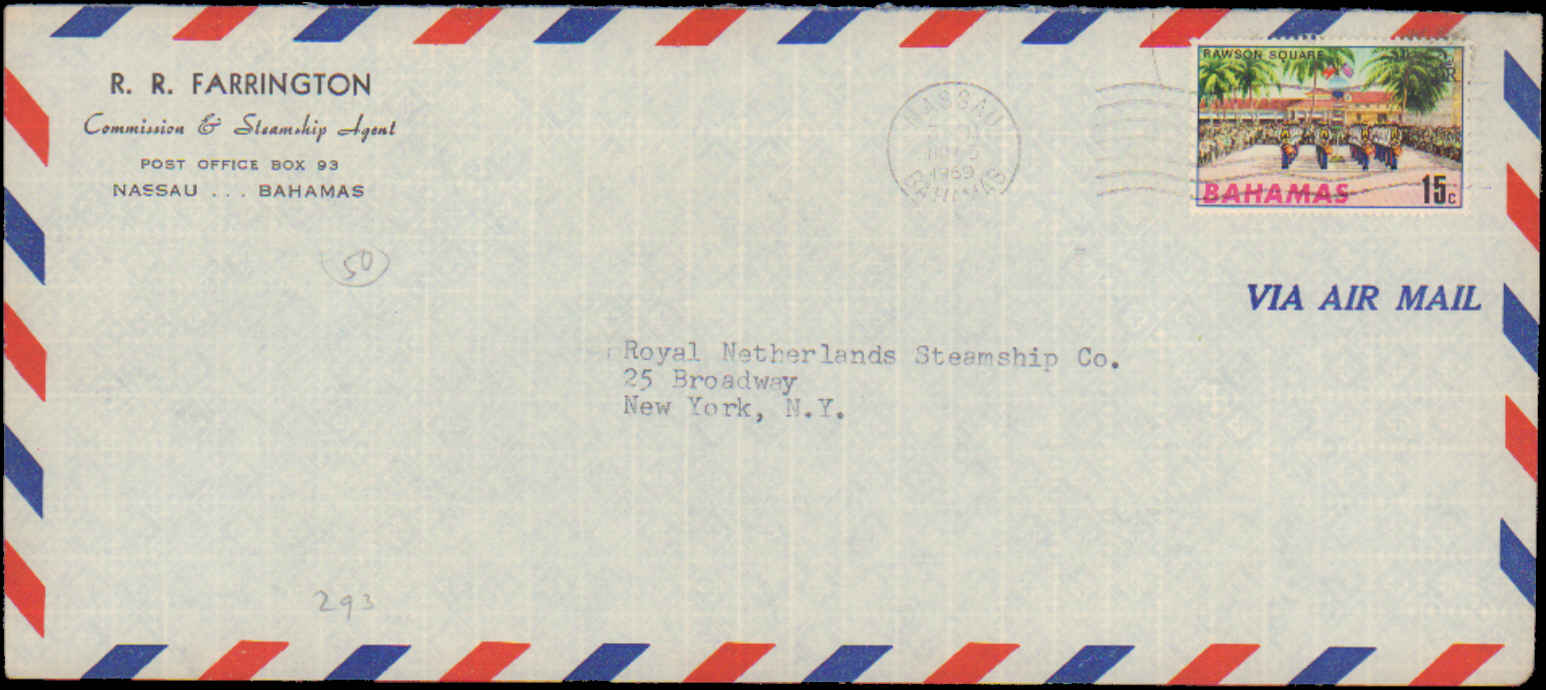 R. R. FARRINGTON
Commission & Steamship Agent
POST OFFICE BOX 93
NASSAU . . . BAHAMAS
NASSAU
1969
BAHAMAS
RAWSON SQUARE
BAHAMAS
15c
50
VIA AIR MAIL
Royal Netherlands Steamship Co.
25 Broadway
New York, N.Y.
293